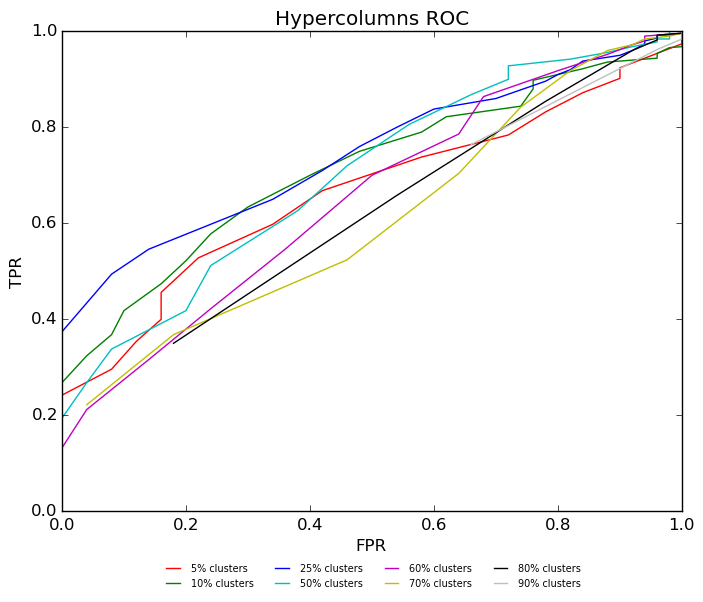 Hypercolumns ROC
1.0
0.8
0.6
TPR
0.4
0.2
0.0
0.0 0.2 0.4 0.6 0.8 1.0
FPR
5% clusters 25% clusters 60% clusters 80% clusters
10% clusters 50% clusters 70% clusters 90% clusters